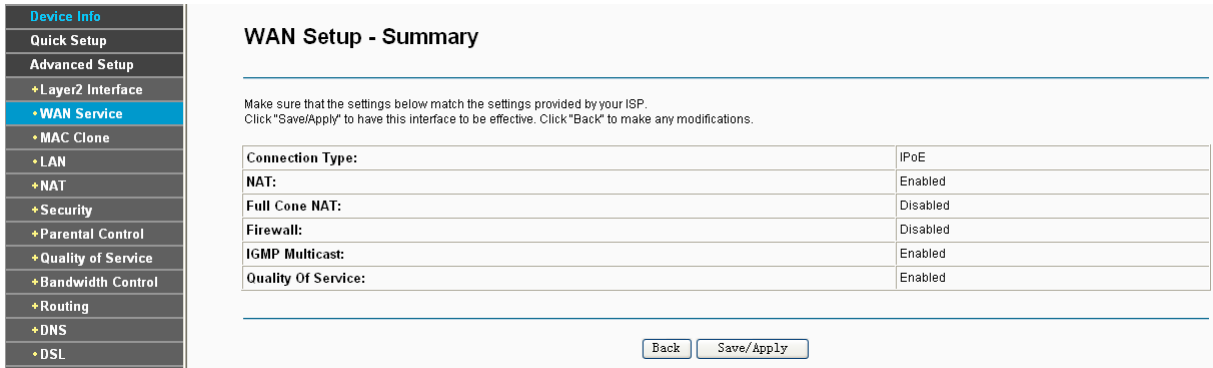 Device Info
Quick Setup
Advanced Setup
+Layer2 Interface
•WAN Service
•MAC Clone
•LAN
+NAT
+Security
+Parental Control
+Quality of Service
+Bandwidth Control
+Routing
+DNS
•DSL
WAN Setup - Summary
Make sure that the settings below match the settings provided by your ISP.
Click "Save/Apply" to have this interface to be effective. Click "Back" to make any modifications.
Connection Type: IPoE
NAT: Enabled
Full Cone NAT: Disabled
Firewall: Disabled
IGMP Multicast: Enabled
Quality Of Service: Enabled
Back Save/Apply